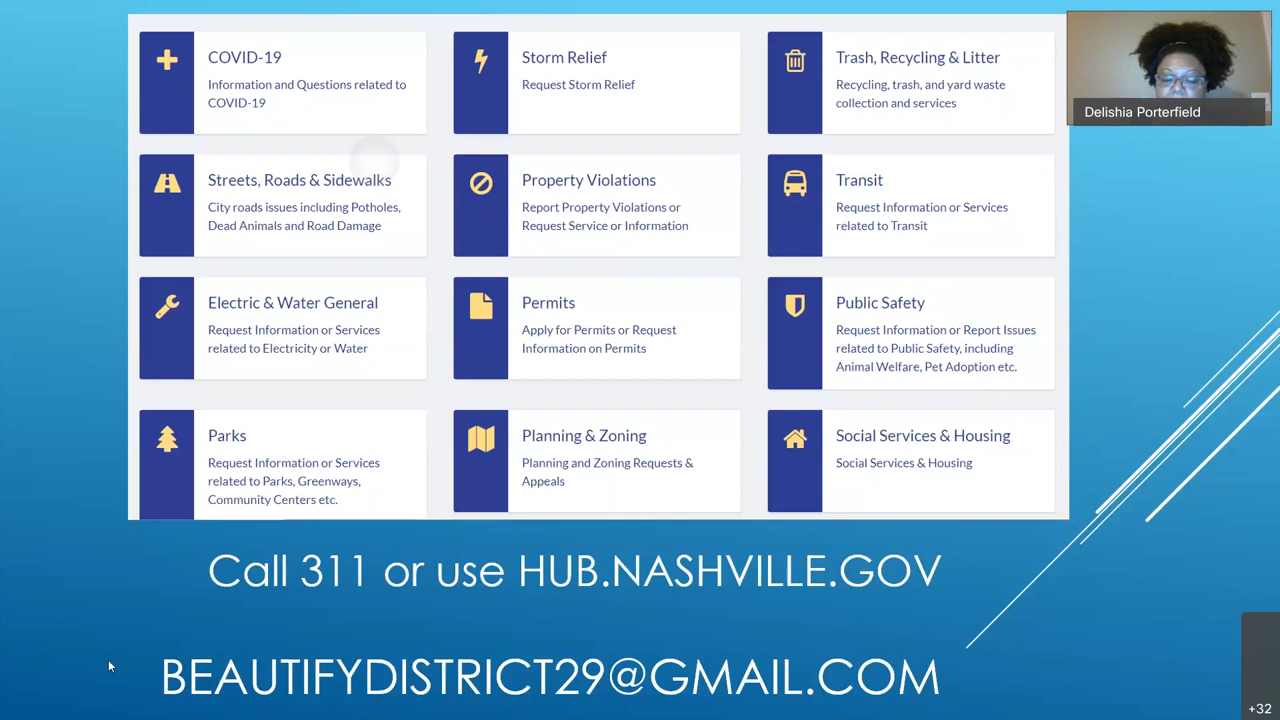 COVID-19
Information and Questions related to
COVID-19
Storm Relief
Request Storm Relief
Trash, Recycling & Litter
Recycling, trash, and yard waste
collection and services
Delishia Porterfield
Streets, Roads & Sidewalks
City roads issues including Potholes,
Dead Animals and Road Damage
Property Violations
Report Property Violations or
Request Service or Information
Transit
Request Information or Services
related to Transit
Electric & Water General
Request Information or Services
related to Electricity or Water
Permits
Apply for Permits or Request
Information on Permits
Public Safety
Request Information or Report Issues
related to Public Safety, including
Animal Welfare, Pet Adoption etc.
Parks
Request Information or Services
related to Parks, Greenways,
Community Centers etc.
Planning & Zoning
Planning and Zoning Requests &
Appeals
Social Services & Housing
Social Services & Housing
Call 311 or use HUB.NASHVILLE.GOV
BEAUTIFYDISTRICT29@GMAIL.COM
+32